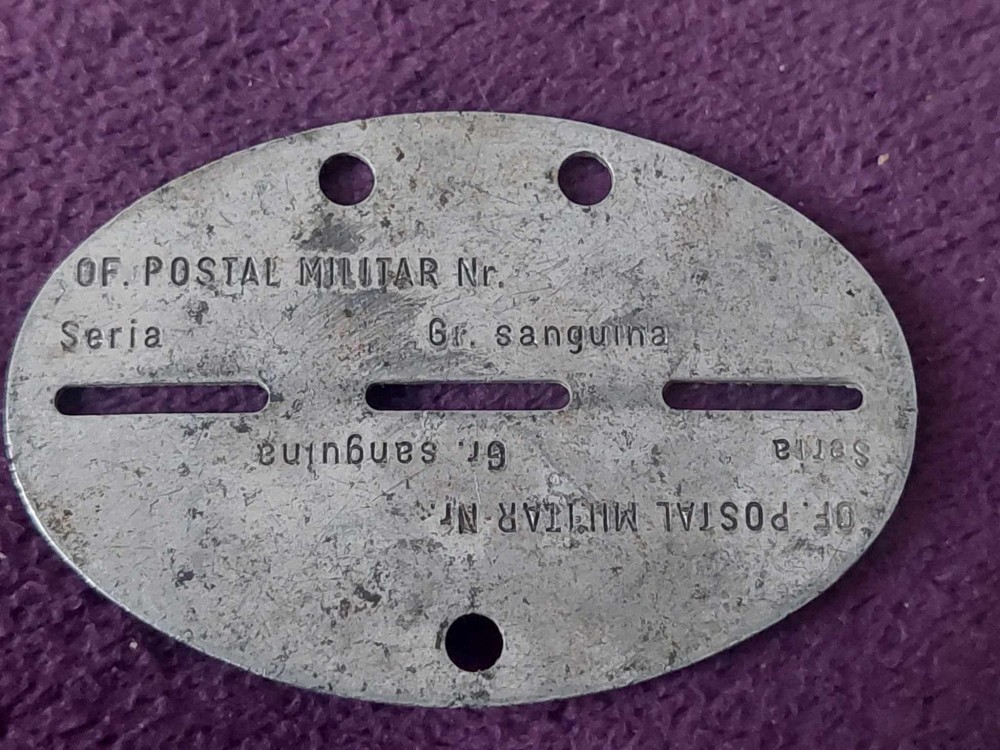 OF. POSTAL MILITAR Nr.
Seria Gr. sanguina
Gr. sanguina Seria
OF. POSTAL MILITAR Nr.